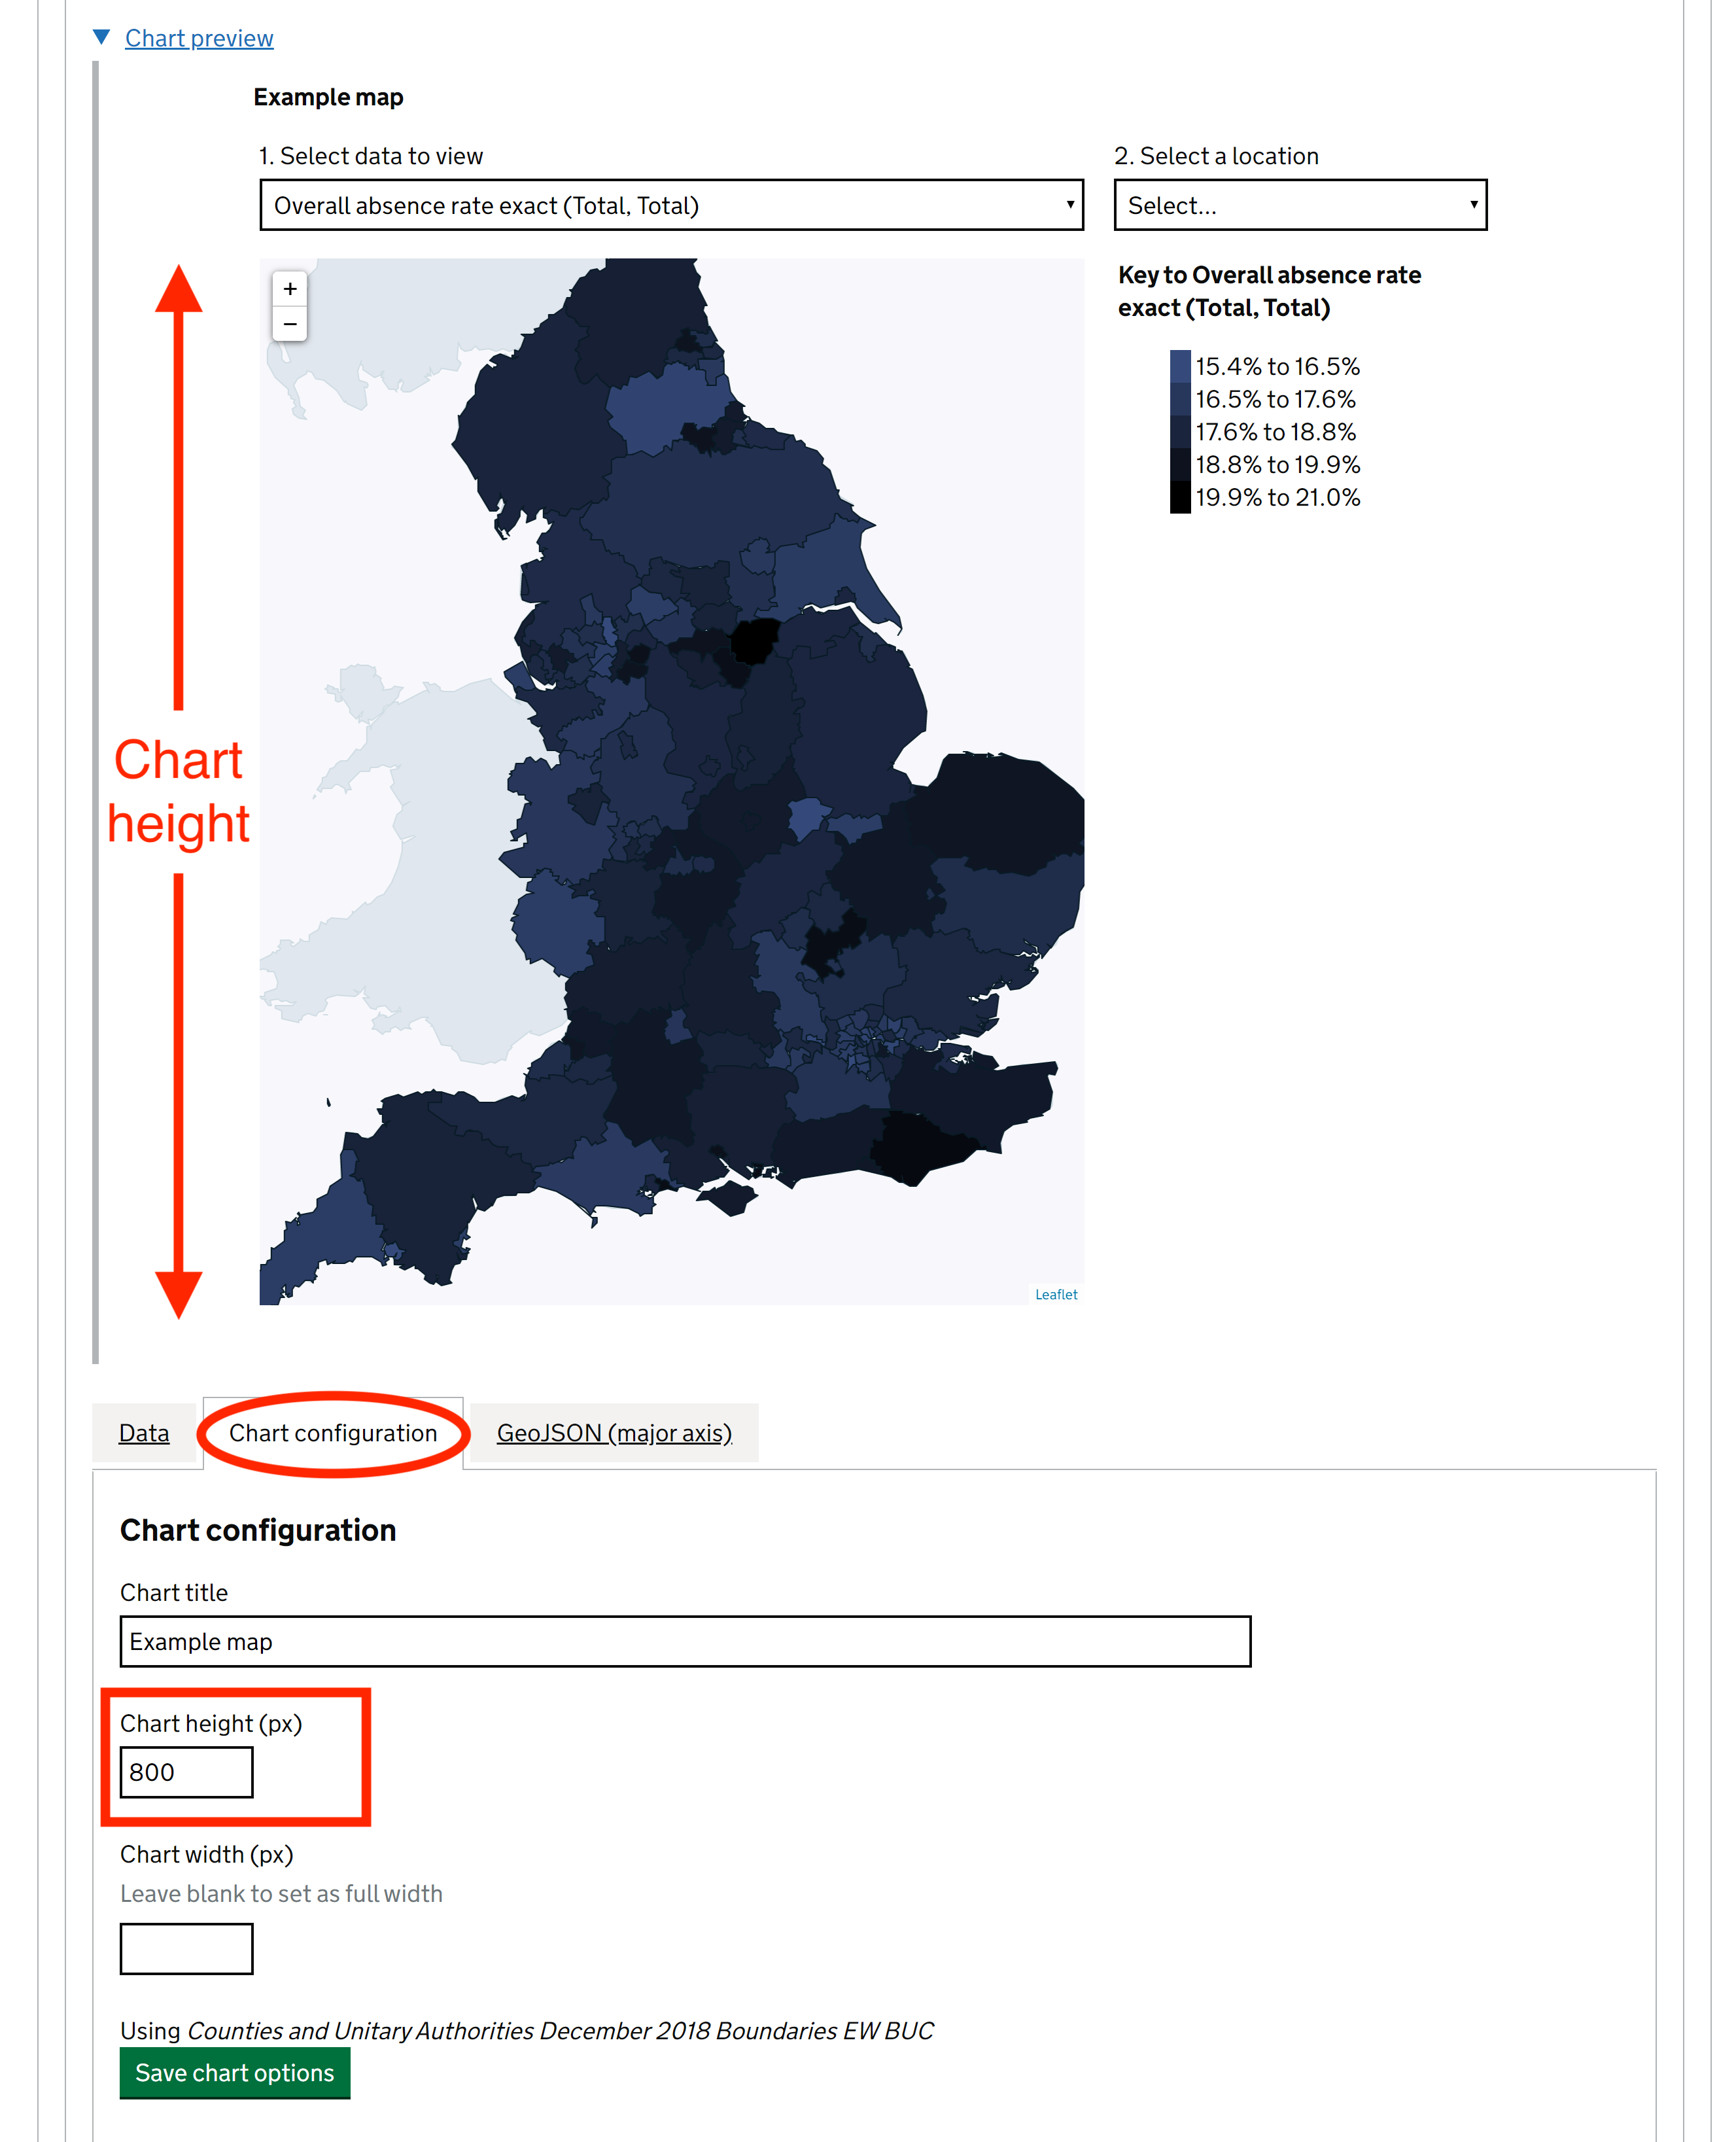 Chart preview
Example map
1. Select data to view
2. Select a location
Overall absence rate exact (Total, Total)
Select...
+
−
Key to Overall absence rate
exact (Total, Total)
15.4% to 16.5%
16.5% to 17.6%
17.6% to 18.8%
18.8% to 19.9%
19.9% to 21.0%
Chart
height
Leaflet
Data
Chart configuration
GeoJSON (major axis)
Chart configuration
Chart title
Example map
Chart height (px)
800
Chart width (px)
Leave blank to set as full width
Using Counties and Unitary Authorities December 2018 Boundaries EW BUC
Save chart options